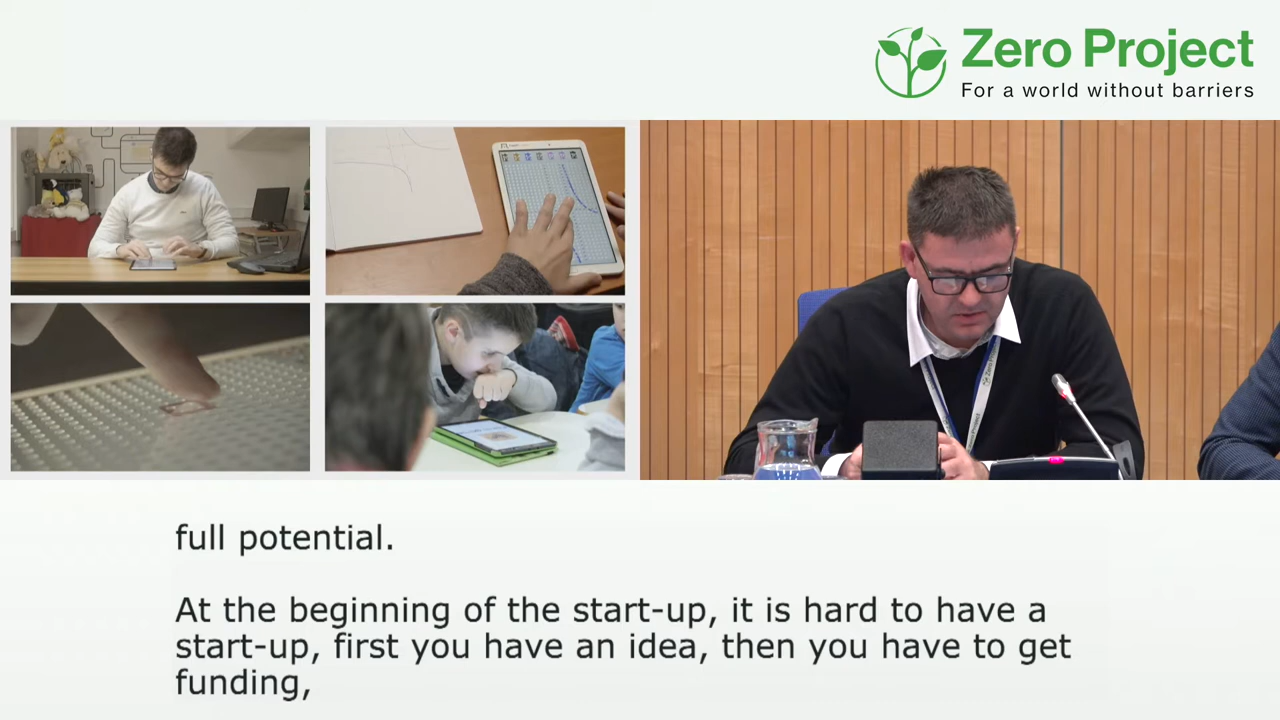 Zero Project
For a world without barriers
full potential.
At the beginning of the start-up, it is hard to have a
start-up, first you have an idea, then you have to get
funding,